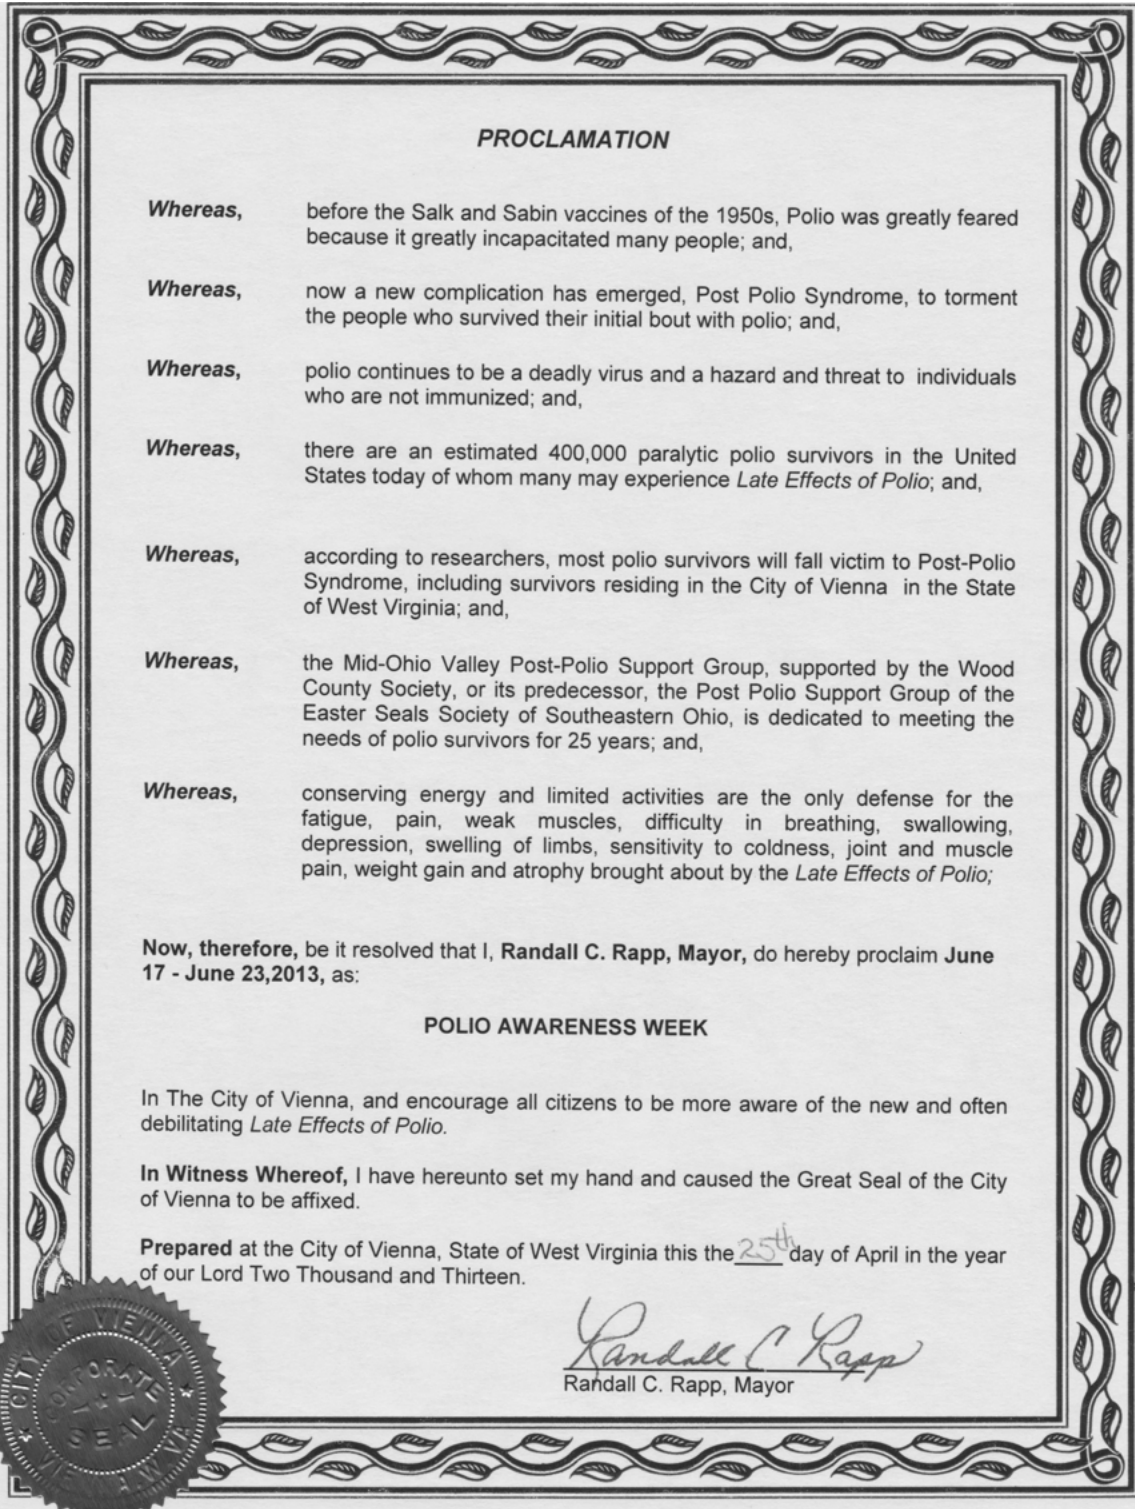 PROCLAMATION
Whereas, before the Salk and Sabin vaccines of the 1950s, Polio was greatly feared
because it greatly incapacitated many people; and,
Whereas, now a new complication has emerged, Post Polio Syndrome, to torment
the people who survived their initial bout with polio; and,
Whereas, polio continues to be a deadly virus and a hazard and threat to individuals
who are not immunized; and,
Whereas, there are an estimated 400,000 paralytic polio survivors in the United
States today of whom many may experience Late Effects of Polio; and,
Whereas, according to researchers, most polio survivors will fall victim to Post-Polio
Syndrome, including survivors residing in the City of Vienna in the State
of West Virginia; and,
Whereas, the Mid-Ohio Valley Post-Polio Support Group, supported by the Wood
County Society, or its predecessor, the Post Polio Support Group of the
Easter Seals Society of Southeastern Ohio, is dedicated to meeting the
needs of polio survivors for 25 years; and,
Whereas, conserving energy and limited activities are the only defense for the
fatigue, pain, weak muscles, difficulty in breathing, swallowing,
depression, swelling of limbs, sensitivity to coldness, joint and muscle
pain, weight gain and atrophy brought about by the Late Effects of Polio;
Now, therefore, be it resolved that I, Randall C. Rapp, Mayor, do hereby proclaim June
17 - June 23,2013, as:
POLIO AWARENESS WEEK
In The City of Vienna, and encourage all citizens to be more aware of the new and often
debilitating Late Effects of Polio.
In Witness Whereof, I have hereunto set my hand and caused the Great Seal of the City
of Vienna to be affixed.
Prepared at the City of Vienna, State of West Virginia this the 25th day of April in the year
of our Lord Two Thousand and Thirteen.
Randall C Rapp
Randall C. Rapp, Mayor
CITY OF VIENNA
CORPORATE
SEAL